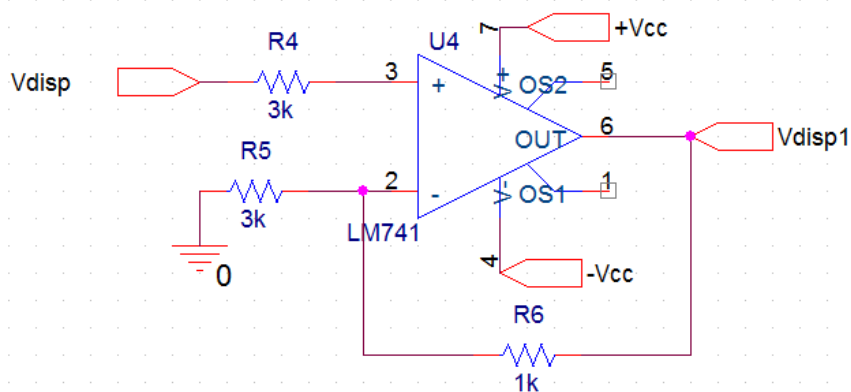 R4
U4
7
+Vcc
Vdisp
3
+
V+
OS2
5
3k
OUT
6
Vdisp1
R5
2
-
V-
OS1
1
3k
LM741
0
4
-Vcc
R6
1k